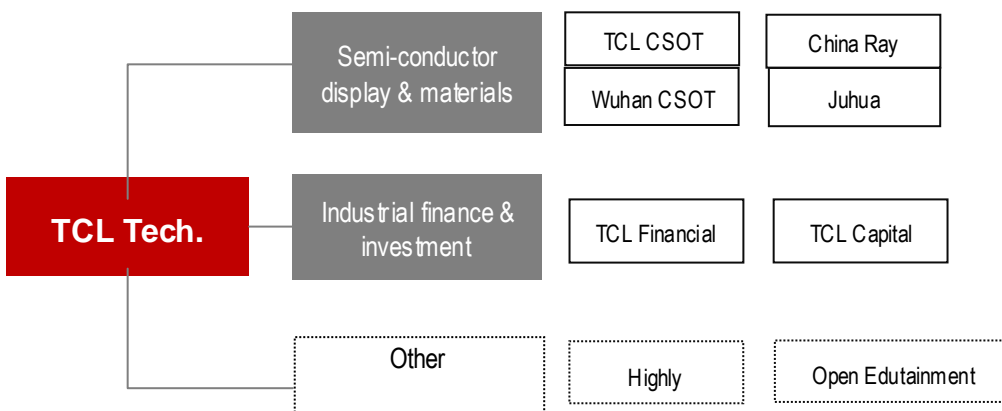 Semi-conductor
display & materials
TCL CSOT
China Ray
Wuhan CSOT
Juhua
TCL Tech.
Industrial finance &
investment
TCL Financial
TCL Capital
Other
Highly
Open Edutainment